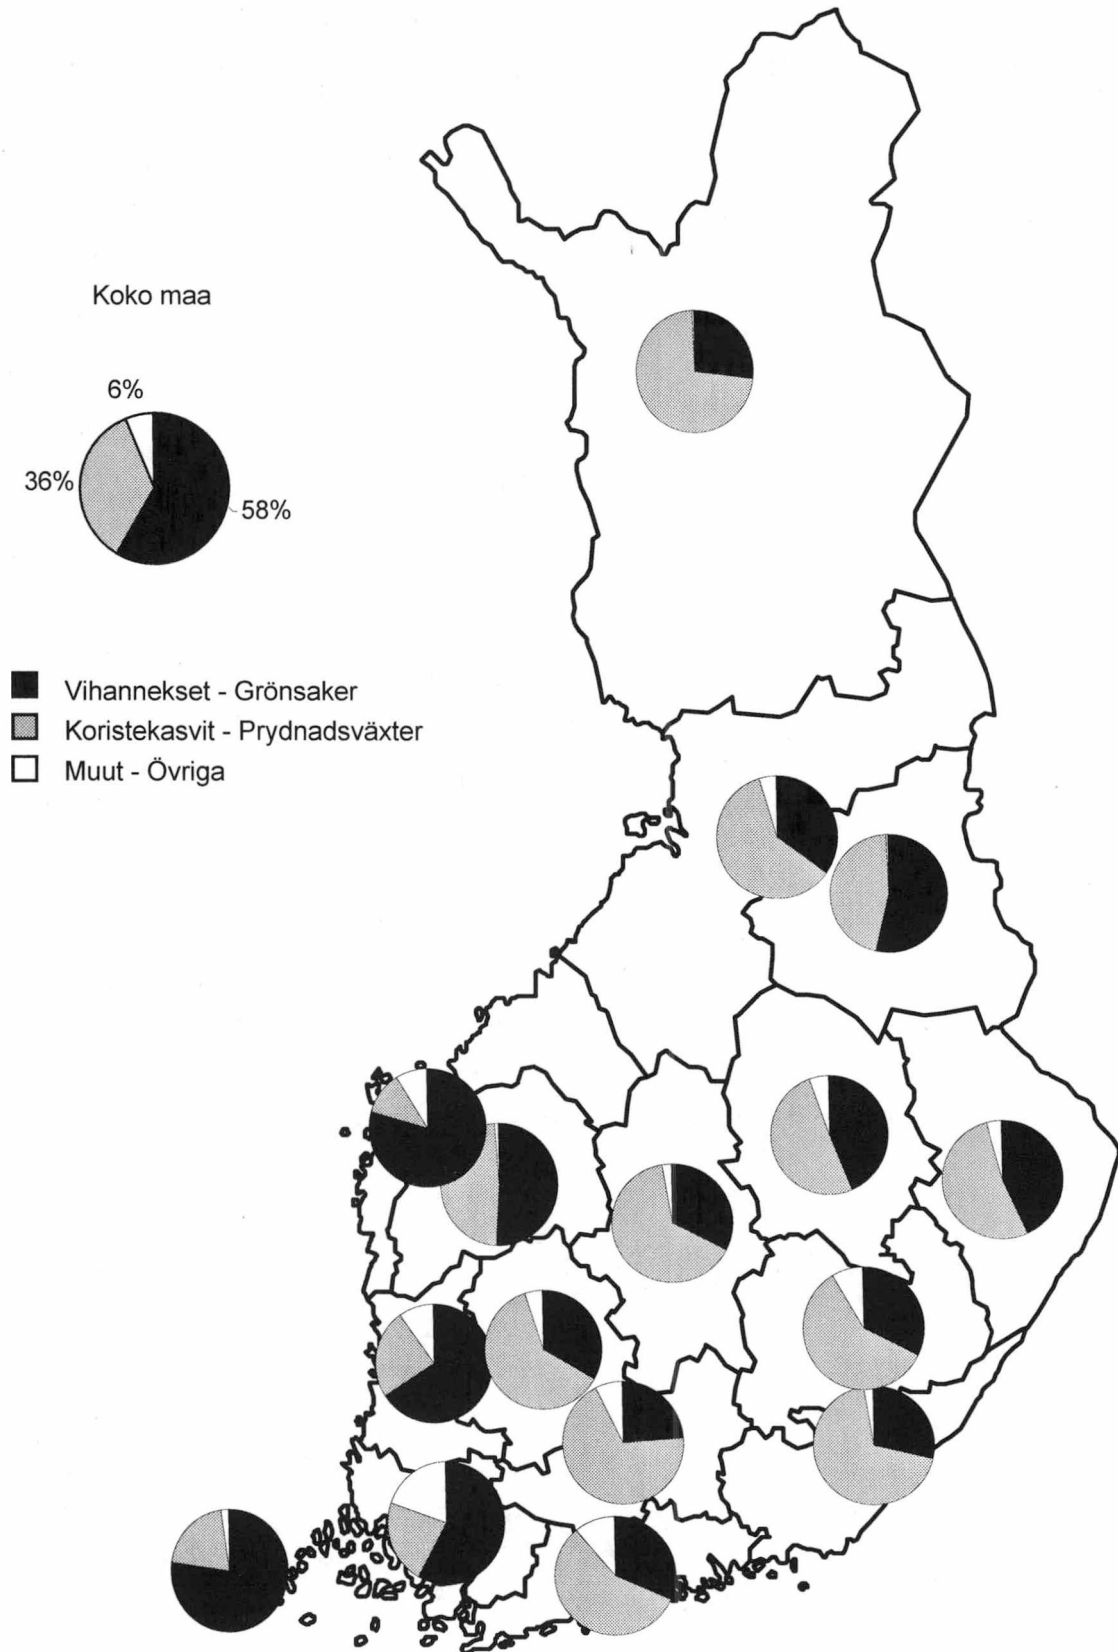 Koko maa
6%
36%
58%
Vihannekset - Grönsaker
Koristekasvit - Prydnadsväxter
Muut - Övriga